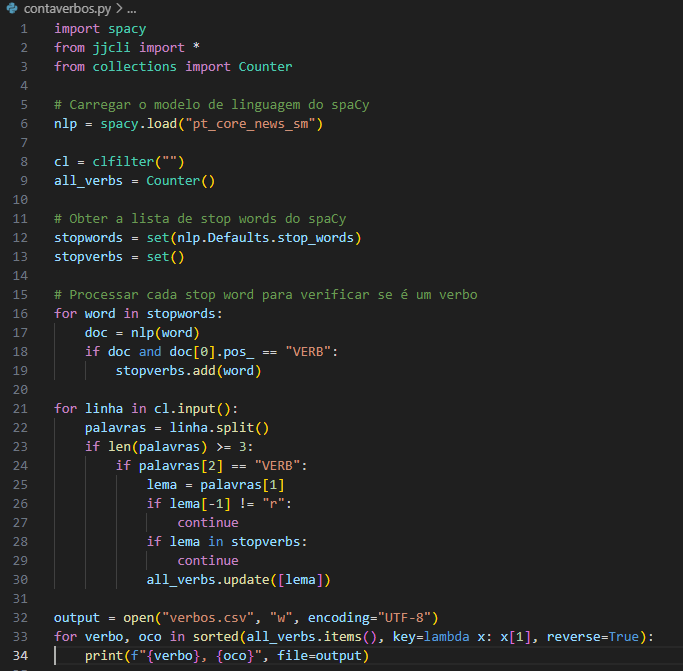 contaverbos.py > ...
1 import spacy
2 from jjcli import *
3 from collections import Counter
4
5 # Carregar o modelo de linguagem do spaCy
6 nlp = spacy.load("pt_core_news_sm")
7
8 cl = clfilter("")
9 all_verbs = Counter()
10
11 # Obter a lista de stop words do spaCy
12 stopwords = set(nlp.Defaults.stop_words)
13 stopverbs = set()
14
15 # Processar cada stop word para verificar se é um verbo
16 for word in stopwords:
17     doc = nlp(word)
18     if doc and doc[0].pos_ == "VERB":
19         stopverbs.add(word)
20
21 for linha in cl.input():
22     palavras = linha.split()
23     if len(palavras) >= 3:
24         if palavras[2] == "VERB":
25             lema = palavras[1]
26             if lema[-1] != "r":
27                 continue
28             if lema in stopverbs:
29                 continue
30             all_verbs.update([lema])
31
32 output = open("verbos.csv", "w", encoding="UTF-8")
33 for verbo, oco in sorted(all_verbs.items(), key=lambda x: x[1], reverse=True):
34     print(f"{verbo}, {oco}", file=output)